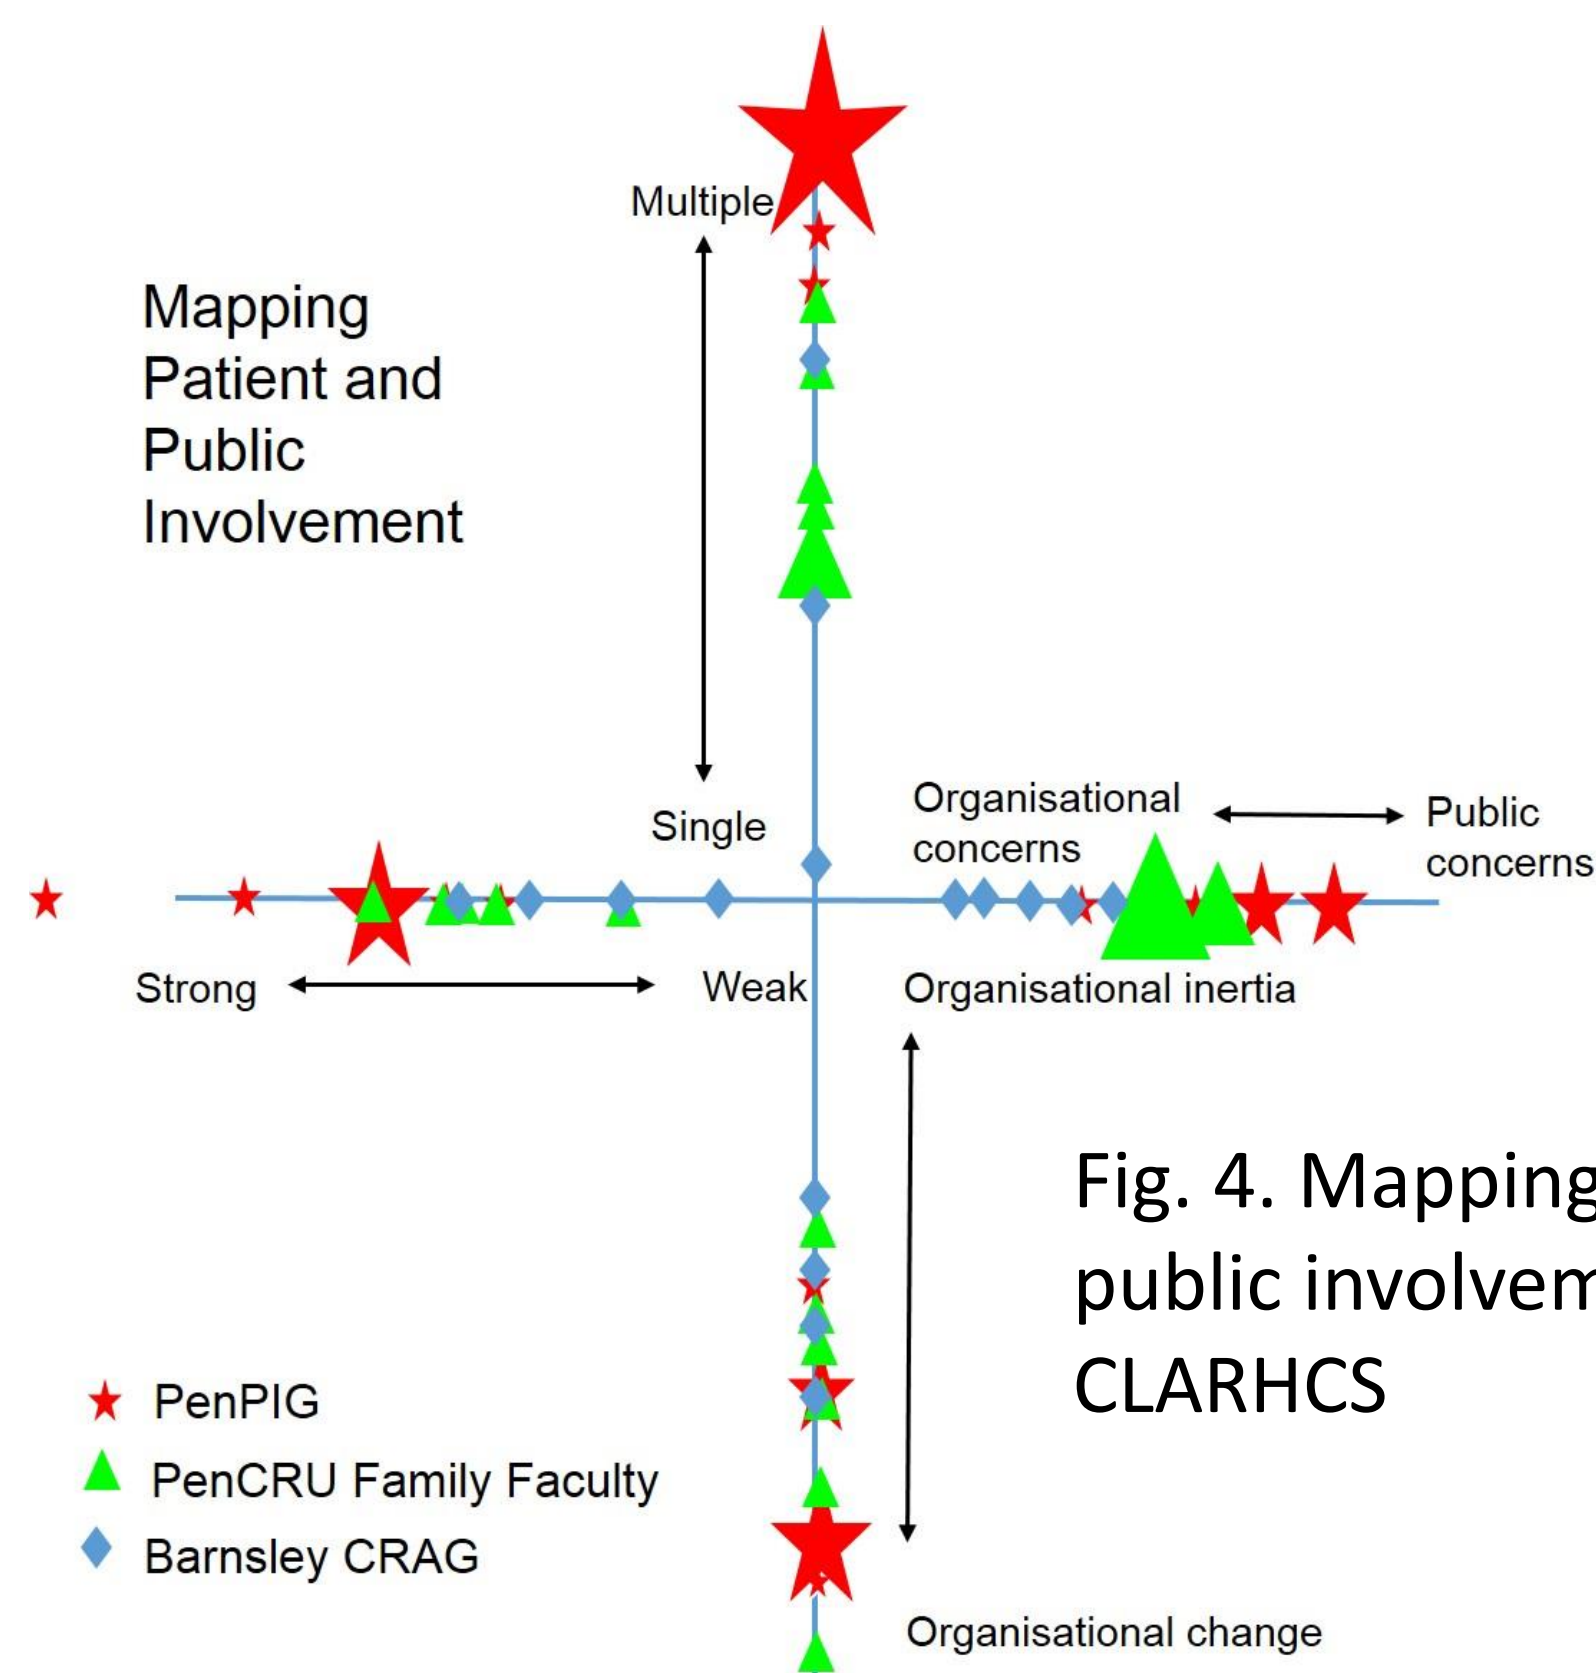 Multiple
Mapping
Patient and
Public
Involvement
Single
Organisational
concerns
Public
concerns
Strong
Weak
Organisational inertia
Fig. 4. Mapping
public involvem
CLARHCS
PenPIG
PenCRU Family Faculty
Barnsley CRAG
Organisational change